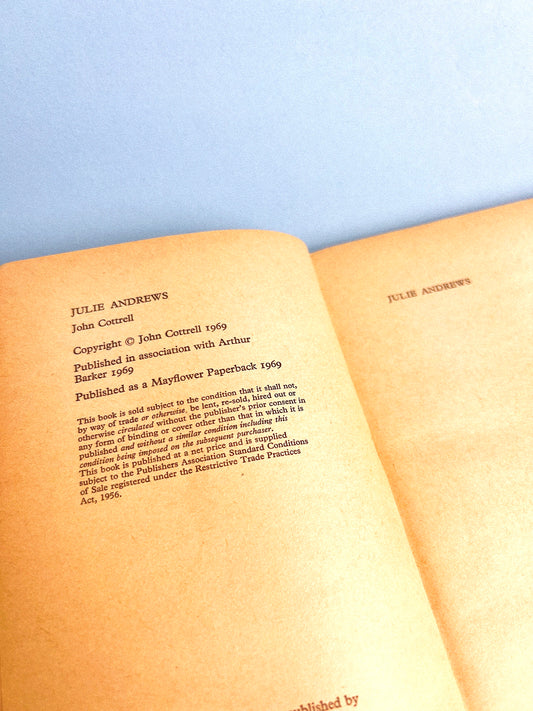 JULIE ANDREWS
John Cottrell
Copyright © John Cottrell 1969
Published in association with Arthur
Barker 1969
Published as a Mayflower Paperback 1969
This book is sold subject to the condition that it shall not,
by way of trade or otherwise, be lent, re-sold, hired out or
otherwise circulated without the publisher's prior consent in
any form of binding or cover other than that in which it is
published and without a similar condition including this
condition being imposed on the subsequent purchaser.
This book is published at a net price and is supplied
subject to the Publishers Association Standard Conditions
of Sale registered under the Restrictive Trade Practices
Act, 1956.
ublished by
JULIE ANDREWS